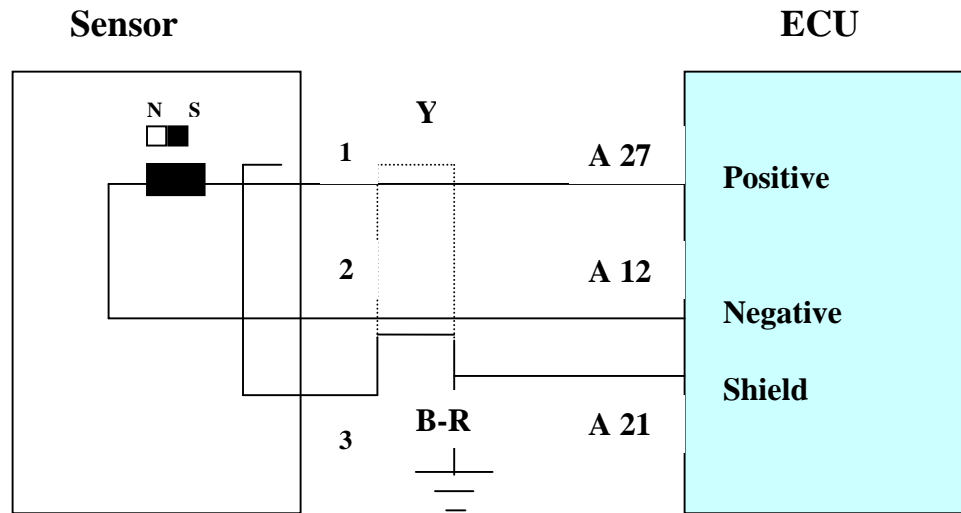 Sensor
ECU
N S
Y
1
A 27
Positive
2
A 12
Negative
Shield
B-R
A 21
3